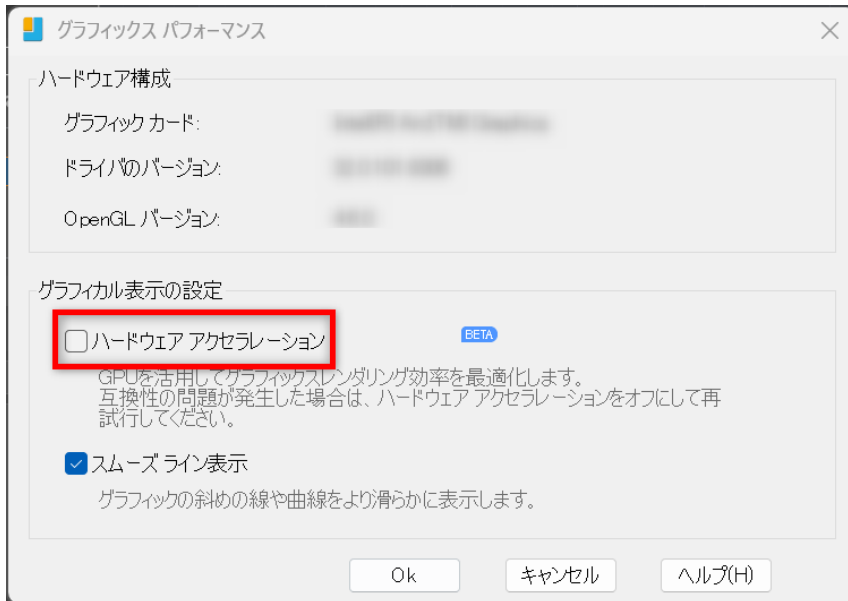 グラフィックス パフォーマンス
ハードウェア構成
グラフィック カード:
ドライバのバージョン:
OpenGL バージョン:
グラフィカル表示の設定
ハードウェア アクセラレーション BETA
GPUを活用してグラフィックスレンダリング効率を最適化します。
互換性の問題が発生した場合は、ハードウェア アクセラレーションをオフにして再
試行してください。
スムーズ ライン表示
グラフィックの斜めの線や曲線をより滑らかに表示します。
Ok キャンセル ヘルプ(H)